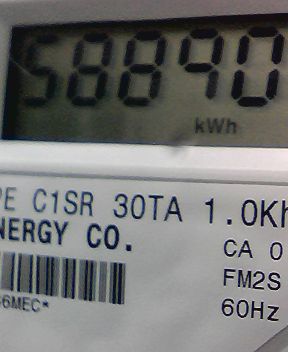 58890
kWh
PE C1SR 30TA 1.0Kh
NERGY CO.
CA 0
FM2S
6MEC*
60Hz